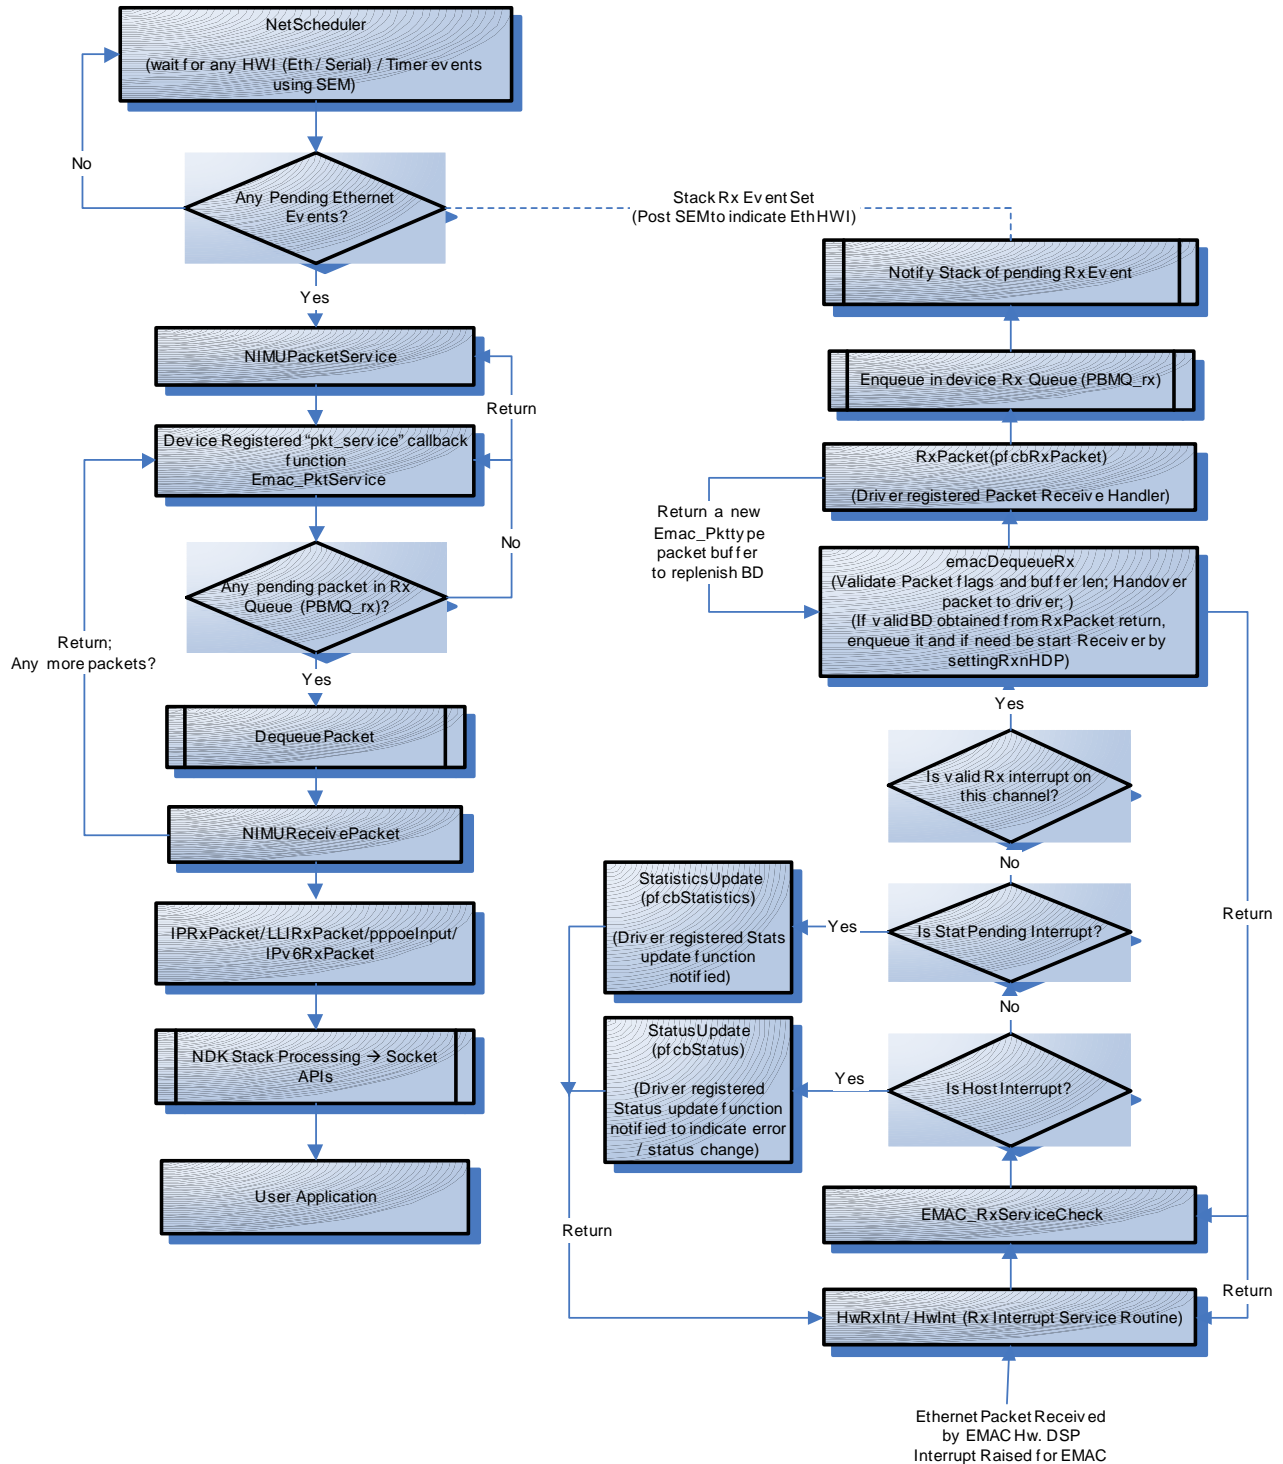 NetScheduler
(wait for any HWI (Eth / Serial) / Timer events
using SEM)
No
Any Pending Ethernet
Events?
Stack Rx Event Set
(Post SEM to indicate Eth HWI)
Yes
NIMUPacketService
Return
Device Registered “pkt_service” callback
function
Emac_PktService
No
Any pending packet in Rx
Queue (PBMQ_rx)?
Return;
Any more packets?
Yes
Dequeue Packet
NIMUReceivePacket
IPRxPacket/LLIRxPacket/pppoeInput/
IPv6RxPacket
NDK Stack Processing → Socket
APIs
User Application
Notify Stack of pending Rx Event
Enqueue in device Rx Queue (PBMQ_rx)
RxPacket(pfcbRxPacket)
(Driver registered Packet Receive Handler)
Return a new
Emac_Pkt type
packet buffer
to replenish BD
emacDequeueRx
(Validate Packet flags and buffer len; Handover
packet to driver; )
(If valid BD obtained from RxPacket return,
enqueue it and if need be start Receiver by
setting RxnHDP)
Yes
Is valid Rx interrupt on
this channel?
No
StatisticsUpdate
(pfcbStatistics)
(Driver registered Stats
update function
notified)
Yes
Is Stat Pending Interrupt?
Return
No
StatusUpdate
(pfcbStatus)
(Driver registered
Status update function
notified to indicate error
/ status change)
Yes
Is Host Interrupt?
EMAC_RxServiceCheck
Return
Return
HwRxInt / HwInt (Rx Interrupt Service Routine)
Ethernet Packet Received
by EMAC Hw. DSP
Interrupt Raised for EMAC